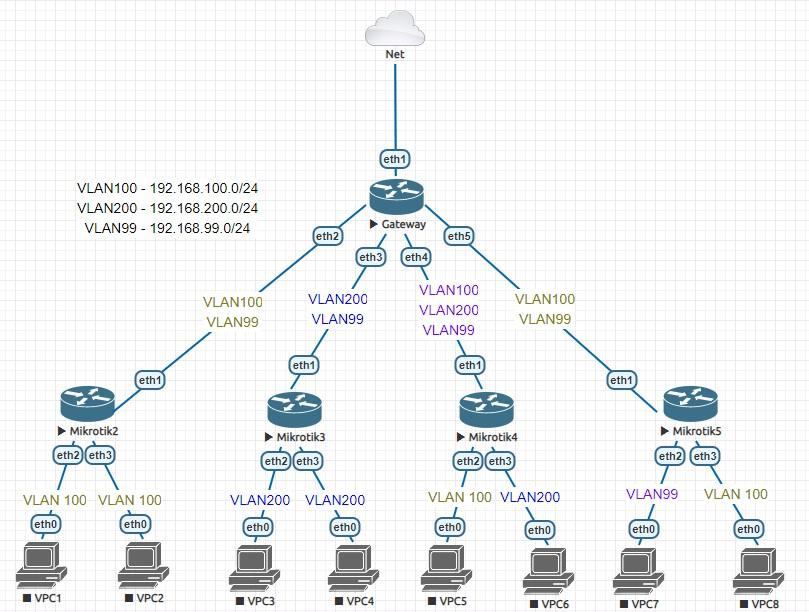 Net
eth1
VLAN100 - 192.168.100.0/24
VLAN200 - 192.168.200.0/24
VLAN99 - 192.168.99.0/24
Gateway
eth2
eth3
eth4
eth5
VLAN100
VLAN99
VLAN200
VLAN99
VLAN100
VLAN200
VLAN99
VLAN100
VLAN99
eth1
eth1
eth1
eth1
Mikrotik2
Mikrotik3
Mikrotik4
Mikrotik5
eth2
eth3
eth2
eth3
eth2
eth3
eth2
eth3
VLAN 100
VLAN 100
VLAN200
VLAN200
VLAN 100
VLAN200
VLAN99
VLAN 100
eth0
eth0
eth0
eth0
eth0
eth0
eth0
eth0
VPC1
VPC2
VPC3
VPC4
VPC5
VPC6
VPC7
VPC8